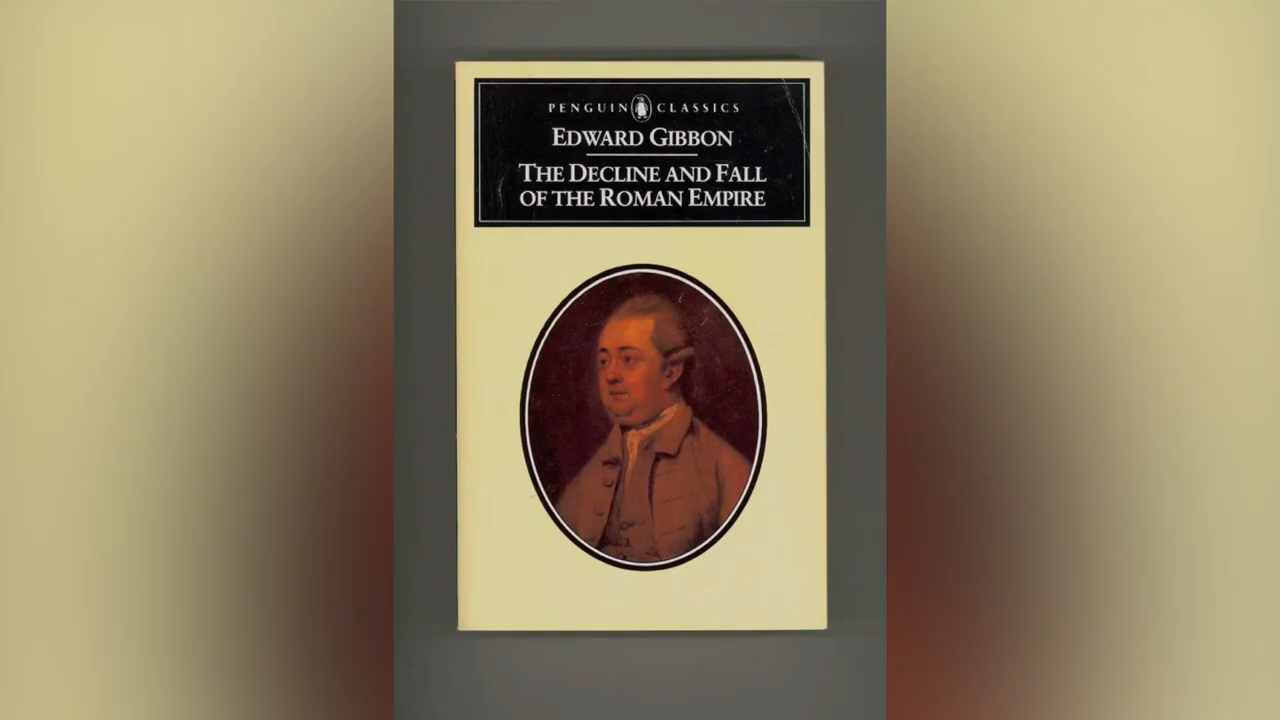 PENGUIN CLASSICS
EDWARD GIBBON
THE DECLINE AND FALL
OF THE ROMAN EMPIRE